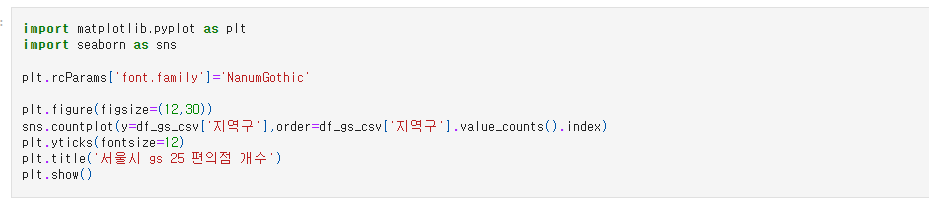 import matplotlib.pyplot as plt
import seaborn as sns
plt.rcParams['font.family']='NanumGothic'
plt.figure(figsize=(12,30))
sns.countplot(y=df_gs_csv['지역구'],order=df_gs_csv['지역구'].value_counts().index)
plt.yticks(fontsize=12)
plt.title('서울시 gs 25 편의점 개수')
plt.show()